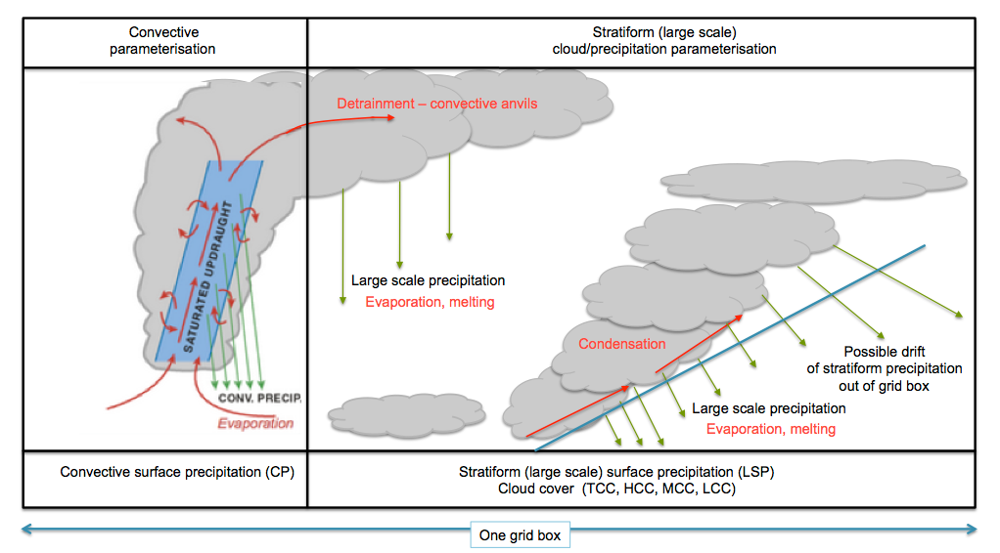 Convective
parameterisation
Stratiform (large scale)
cloud/precipitation parameterisation
Detrainment – convective anvils
SATURATED UPDRAUGHT
Large scale precipitation
Evaporation, melting
Condensation
Possible drift
of stratiform precipitation
out of grid box
CONV. PRECIP.
Evaporation
Large scale precipitation
Evaporation, melting
Convective surface precipitation (CP)
Stratiform (large scale) surface precipitation (LSP)
Cloud cover (TCC, HCC, MCC, LCC)
One grid box